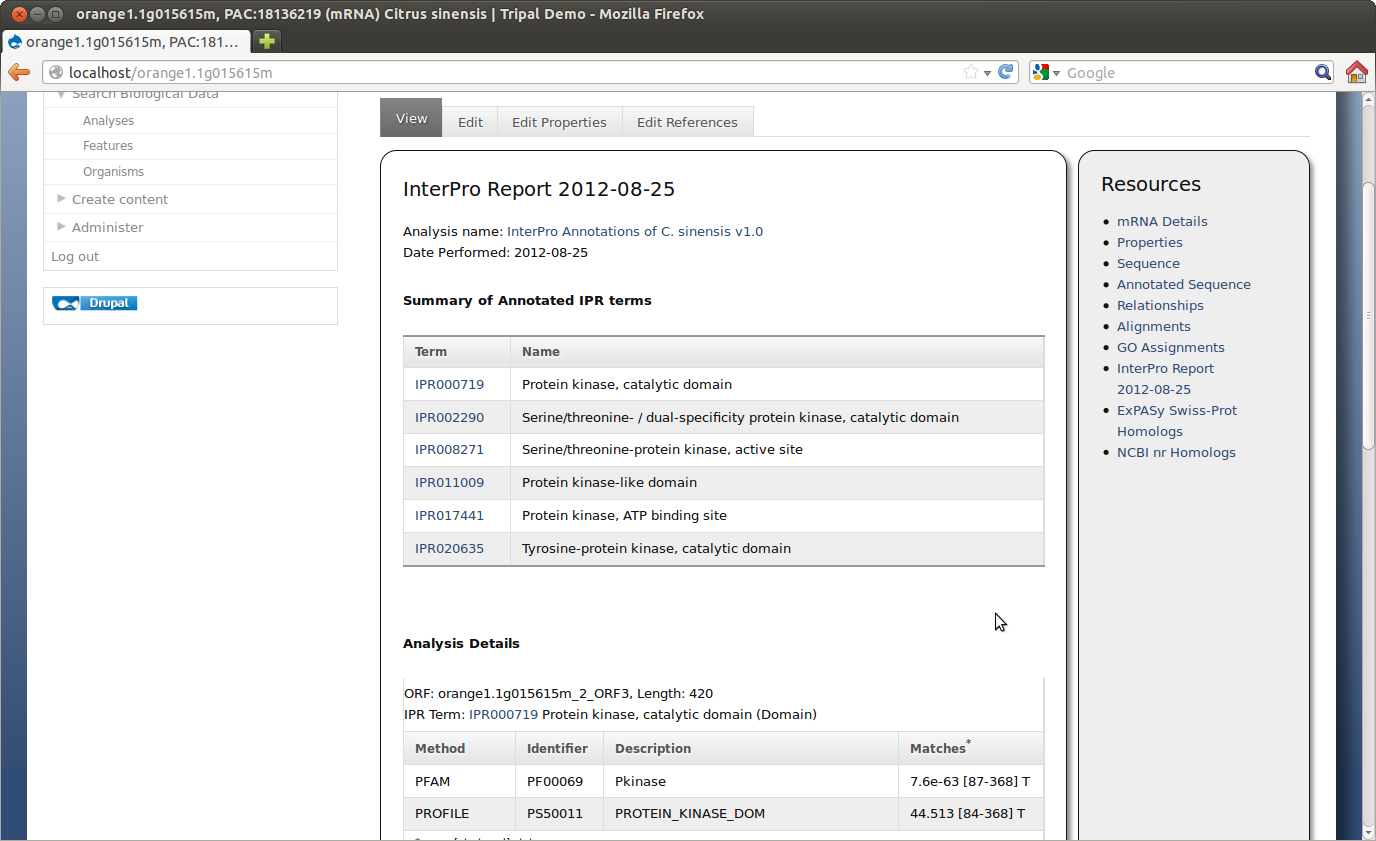 orange1.1g015615m, PAC:18136219 (mRNA) Citrus sinensis | Tripal Demo - Mozilla Firefox
orange1.1g015615m, PAC:181...
localhost/orange1.1g015615m
Google
Search Biological Data
Analyses
Features
Organisms
Create content
Administer
Log out
Drupal
View Edit Edit Properties Edit References
InterPro Report 2012-08-25
Analysis name: InterPro Annotations of C. sinensis v1.0
Date Performed: 2012-08-25
Summary of Annotated IPR terms
Term Name
IPR000719 Protein kinase, catalytic domain
IPR002290 Serine/threonine- / dual-specificity protein kinase, catalytic domain
IPR008271 Serine/threonine-protein kinase, active site
IPR011009 Protein kinase-like domain
IPR017441 Protein kinase, ATP binding site
IPR020635 Tyrosine-protein kinase, catalytic domain
Analysis Details
ORF: orange1.1g015615m_2_ORF3, Length: 420
IPR Term: IPR000719 Protein kinase, catalytic domain (Domain)
Method Identifier Description Matches*
PFAM PF00069 Pkinase 7.6e-63 [87-368] T
PROFILE PS50011 PROTEIN_KINASE_DOM 44.513 [84-368] T
Resources
mRNA Details
Properties
Sequence
Annotated Sequence
Relationships
Alignments
GO Assignments
InterPro Report
2012-08-25
ExPASy Swiss-Prot
Homologs
NCBI nr Homologs